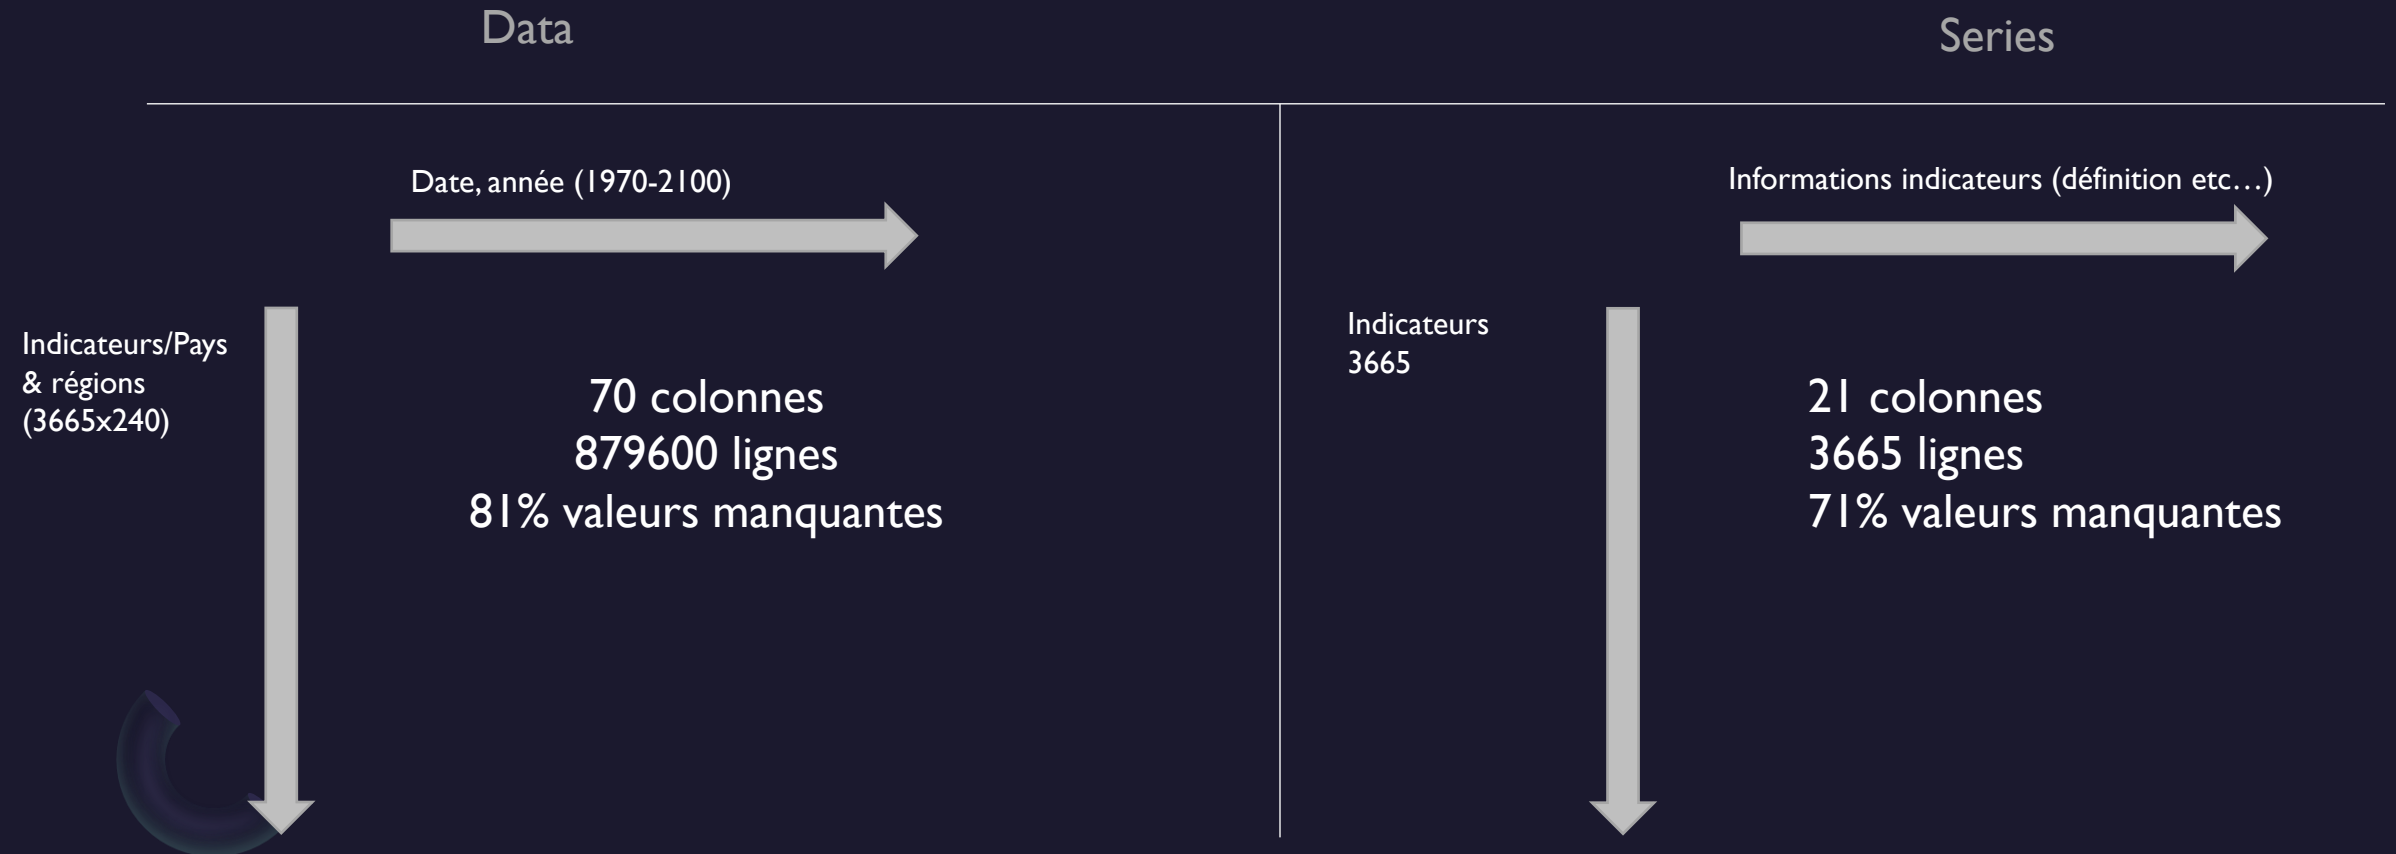 Data
Series
Date, année (1970-2100)
Indicateurs/Pays
& régions
(3665x240)
70 colonnes
879600 lignes
81% valeurs manquantes
Informations indicateurs (définition etc…)
Indicateurs
3665
21 colonnes
3665 lignes
71% valeurs manquantes